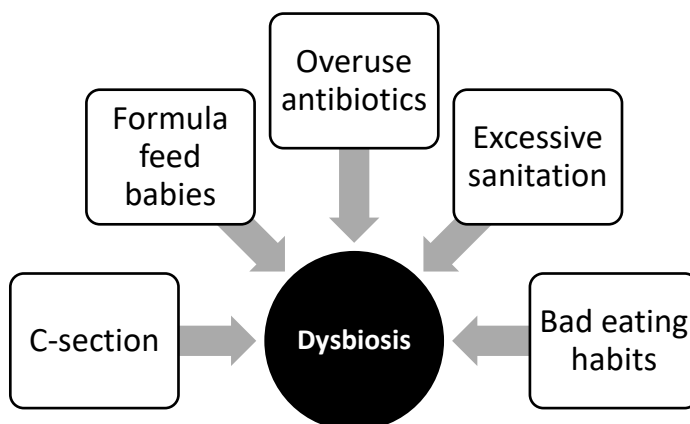 Overuse
antibiotics
Formula
feed
babies
Excessive
sanitation
C-section
Dysbiosis
Bad eating
habits